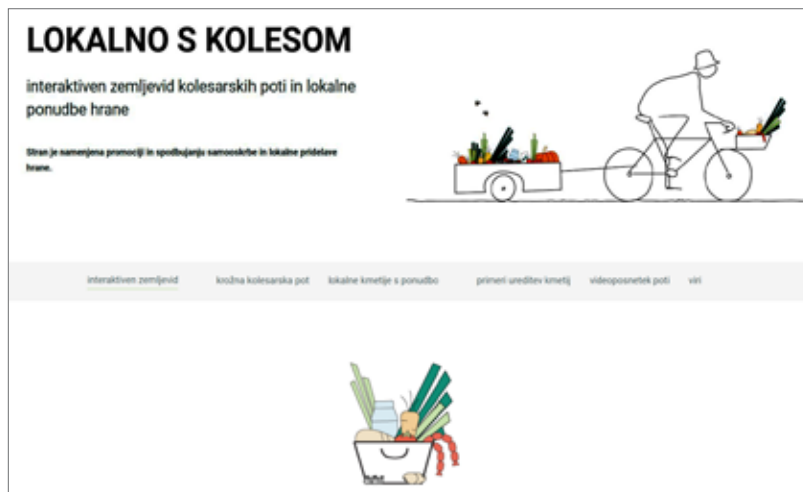 LOKALNO S KOLESOM
interaktiven zemljevid kolesarskih poti in lokalne
ponudbe hrane
Stran je namenjena promociji in spodbujanju samooskrbe in lokalne pridelave
hrane.
interaktiven zemljevid krožna kolesarska pot lokalne kmetije s ponudbo primeri ureditev kmetij videoposnetek poti viri